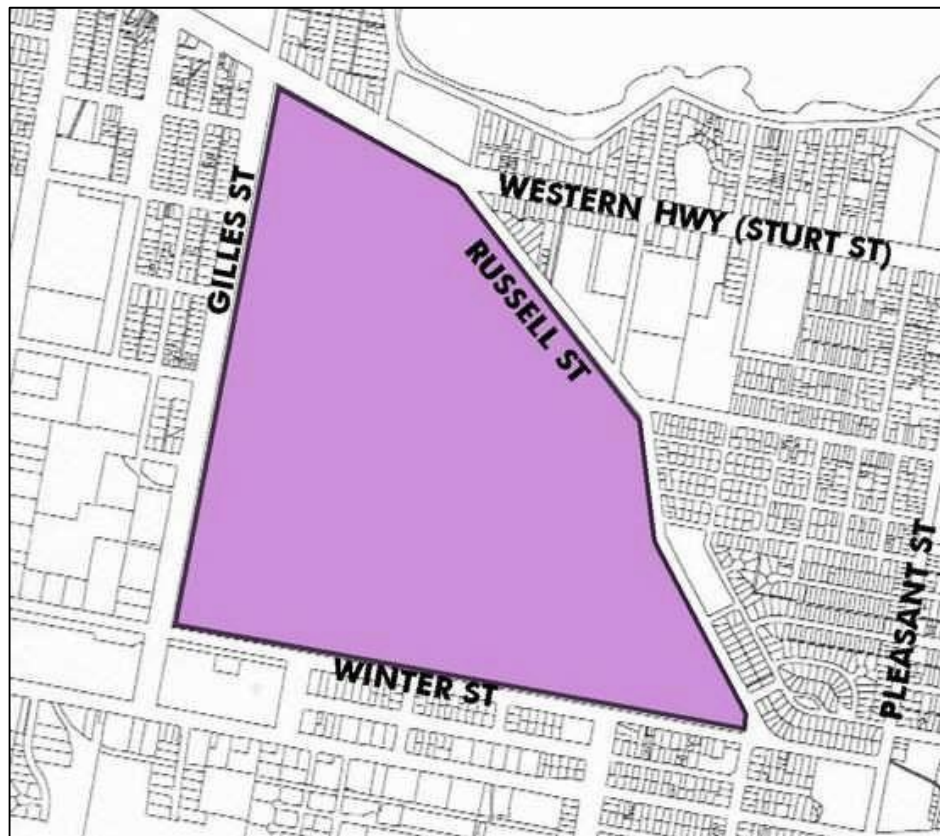 WESTERN HWY (STURT ST)
GILLES ST
RUSSELL ST
PLEASANT ST
WINTER ST